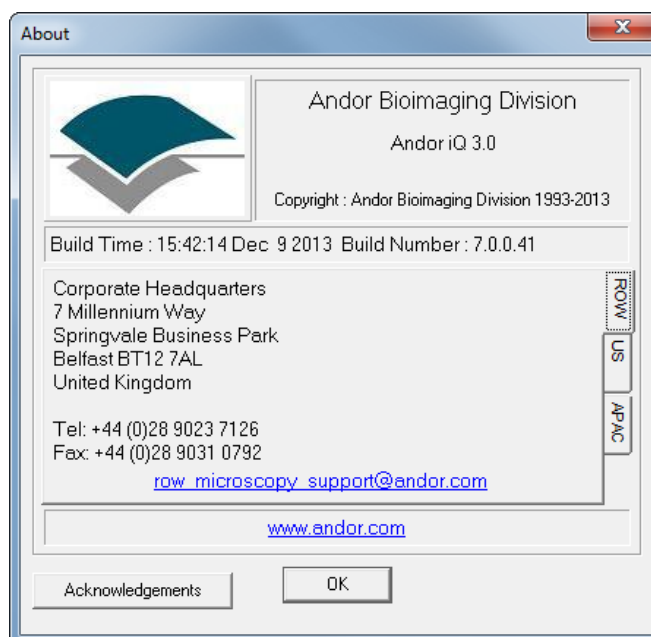 About
Andor Bioimaging Division
Andor iQ 3.0
Copyright : Andor Bioimaging Division 1993-2013
Build Time : 15:42:14 Dec  9 2013  Build Number : 7.0.0.41
Corporate Headquarters
7 Millennium Way
Springvale Business Park
Belfast BT12 7AL
United Kingdom
Tel: +44 (0)28 9023 7126
Fax: +44 (0)28 9031 0792
row_microscopy_support@andor.com
ROW
US
APAC
www.andor.com
Acknowledgements
OK